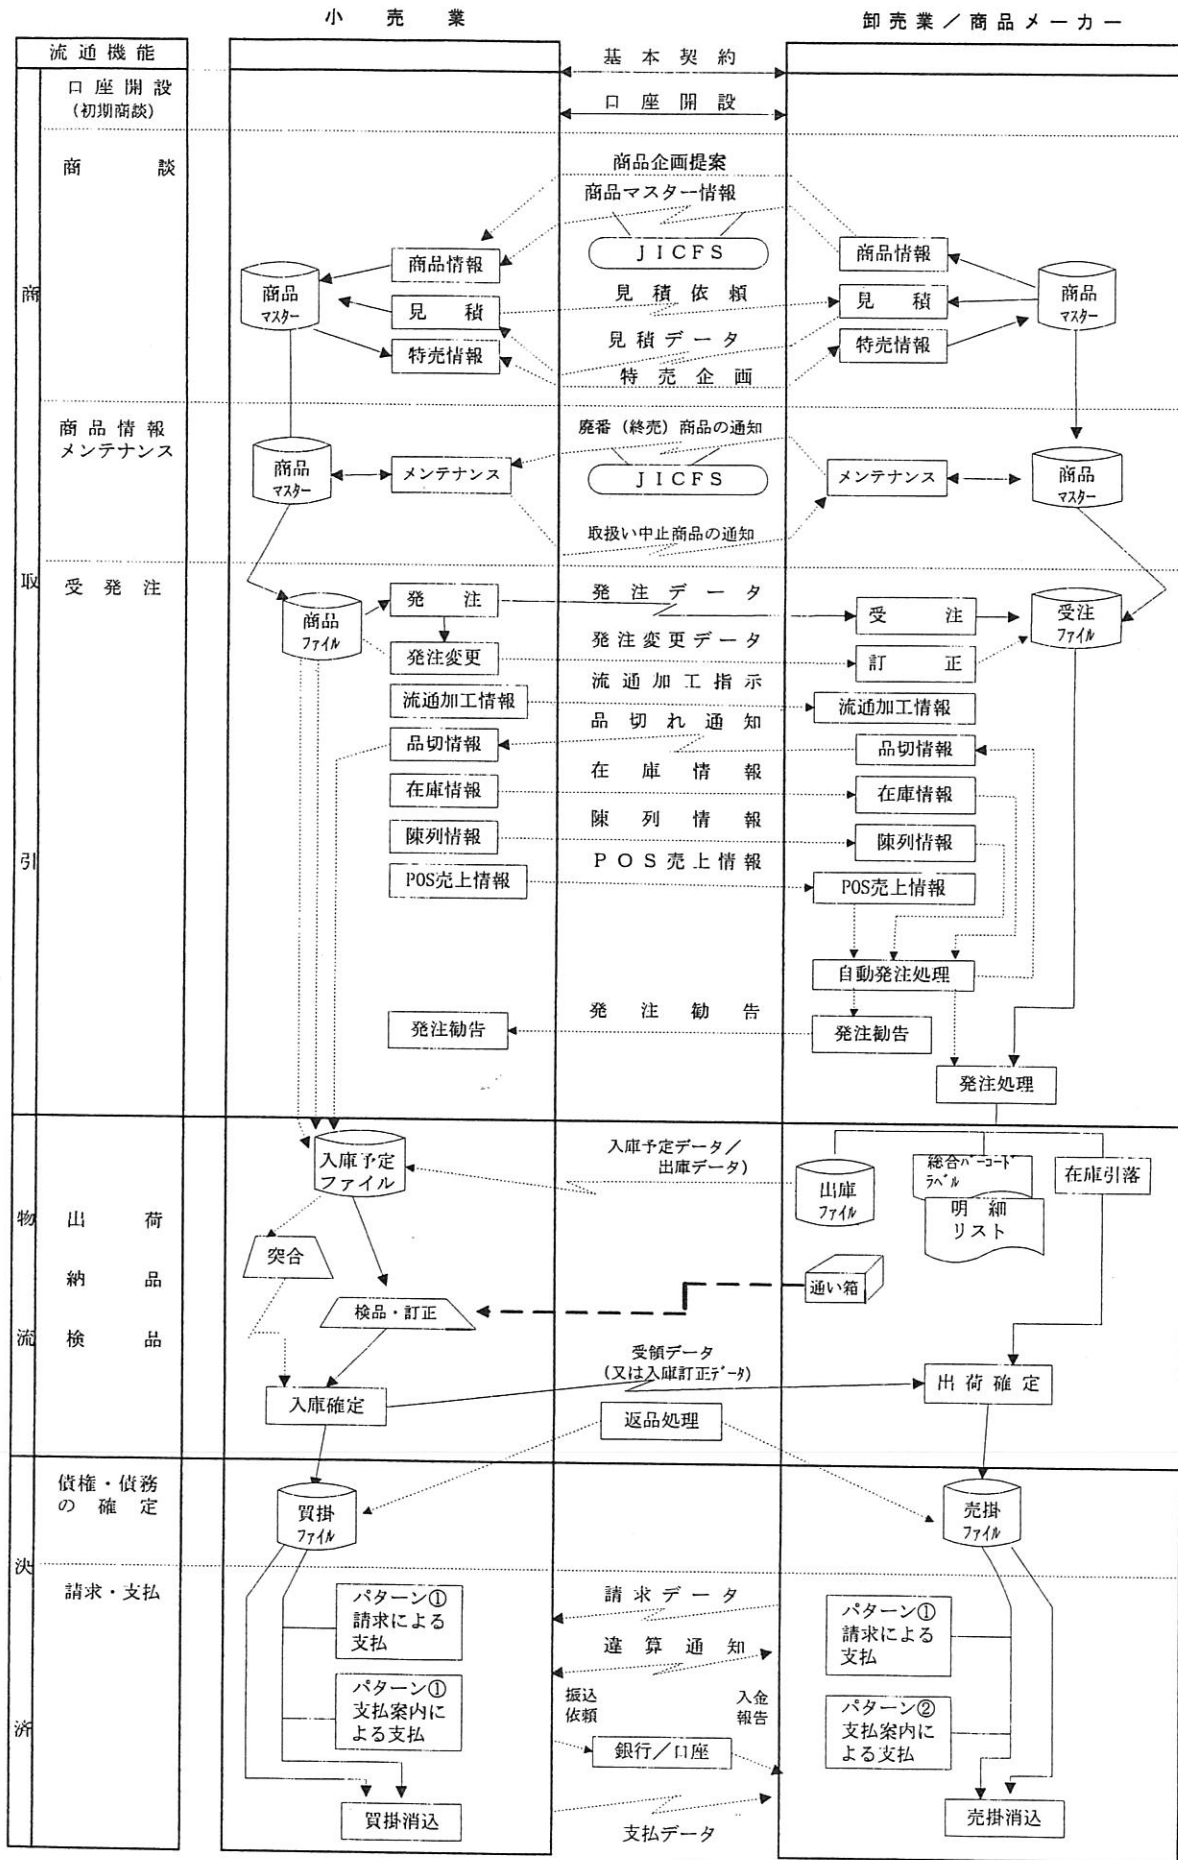 小売業
卸売業／商品メーカー
流通機能
基本契約
口座開設
(初期商談)
口座開設
商談
商品企画提案
商品マスター情報
JICFS
商品情報
商品情報
商品
マスター
見積
見積依頼
見積
商品
マスター
見積データ
特売情報
特売企画
特売情報
商
取
引
商品情報
メンテナンス
廃番（終売）商品の通知
商品
マスター
メンテナンス
JICFS
メンテナンス
商品
マスター
取扱い中止商品の通知
受発注
商品
ファイル
発注
発注データ
受注
受注
ファイル
発注変更
発注変更データ
訂正
流通加工情報
流通加工指示
流通加工情報
品切情報
品切れ通知
品切情報
在庫情報
在庫情報
在庫情報
陳列情報
陳列情報
陳列情報
POS売上情報
POS売上情報
POS売上情報
自動発注処理
発注勧告
発注勧告
発注勧告
発注処理
物
流
入庫予定
ファイル
入庫予定データ／
出庫データ)
出庫
ファイル
総合バーコード
ラベル
明細
リスト
在庫引落
出荷
突合
納品
通い箱
検品・訂正
検品
受領データ
(又は入庫訂正データ)
入庫確定
出荷確定
返品処理
決
済
債権・債務
の確定
買掛
ファイル
売掛
ファイル
請求・支払
パターン①
請求による
支払
請求データ
パターン①
請求による
支払
違算通知
パターン①
支払案内に
よる支払
振込
依頼
入金
報告
パターン②
支払案内に
よる支払
銀行／口座
買掛消込
売掛消込
支払データ